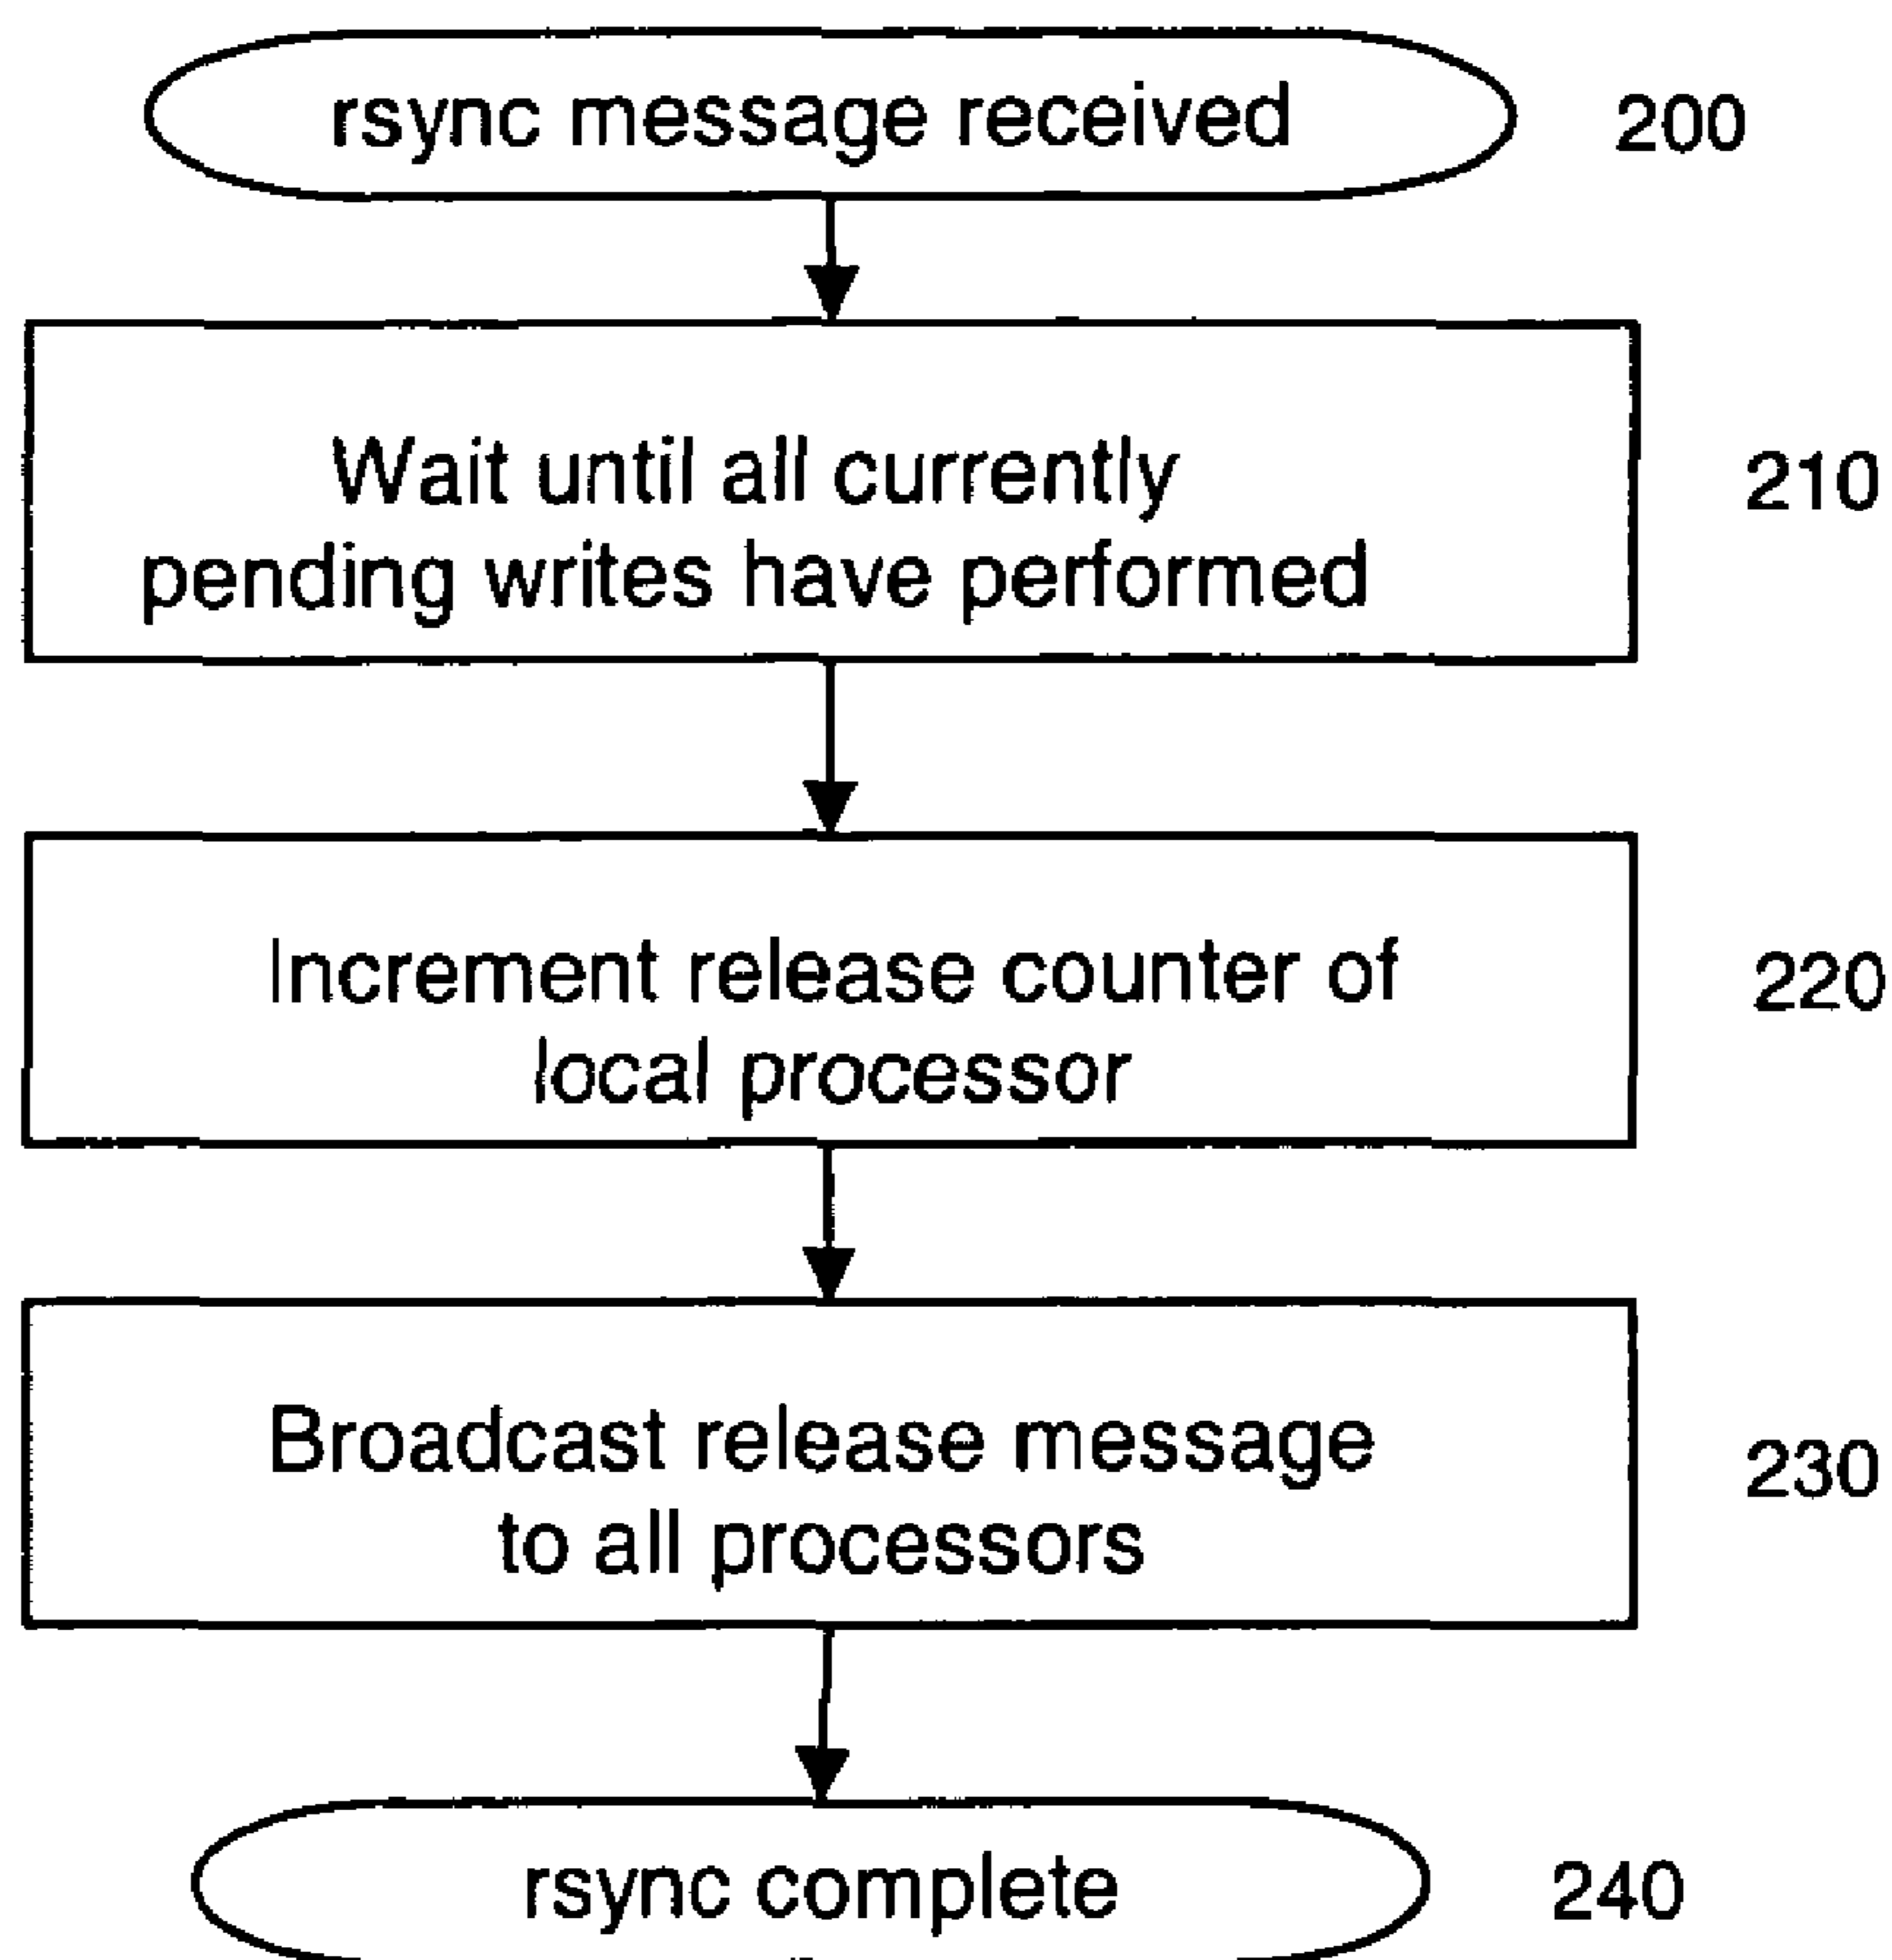 rsync message received 200
Wait until all currently 210
pending writes have performed
Increment release counter of 220
local processor
Broadcast release message 230
to all processors
rsync complete 240